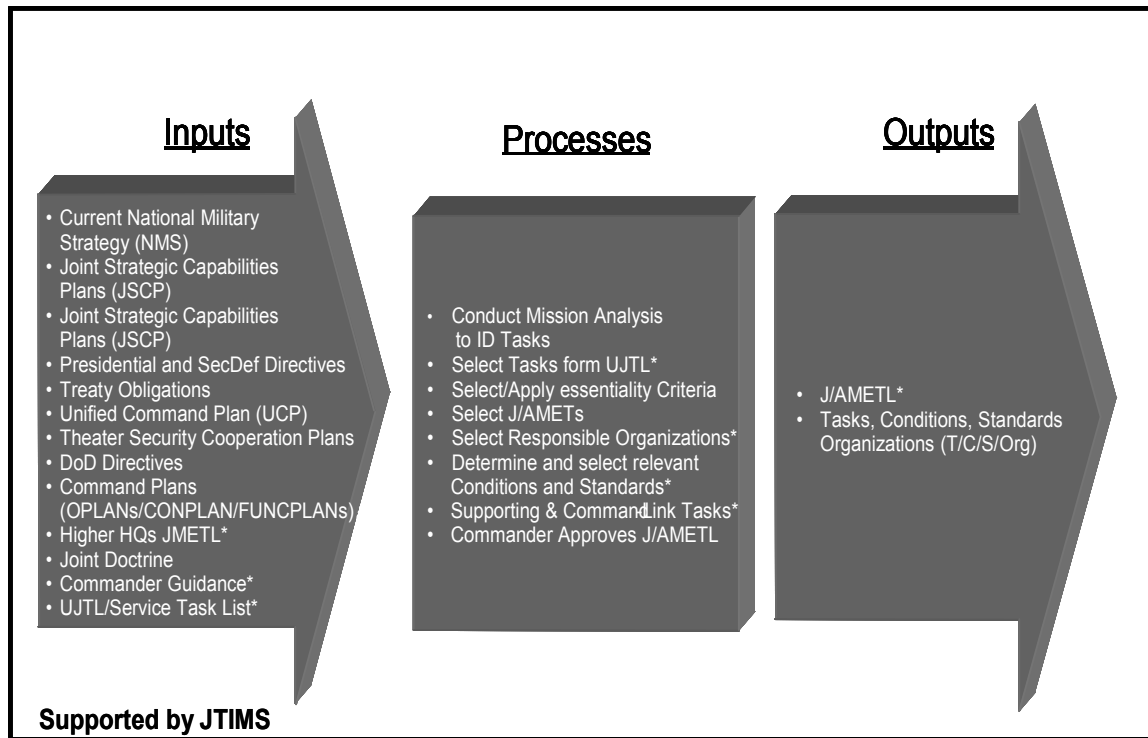 Inputs
• Current National Military
Strategy (NMS)
• Joint Strategic Capabilities
Plans (JSCP)
• Joint Strategic Capabilities
Plans (JSCP)
• Presidential and SecDef Directives
• Treaty Obligations
• Unified Command Plan (UCP)
• Theater Security Cooperation Plans
• DoD Directives
• Command Plans
(OPLANs/CONPLAN/FUNCPLANs)
• Higher HQs JMETL*
• Joint Doctrine
• Commander Guidance*
• UJTL/Service Task List*
Processes
• Conduct Mission Analysis
to ID Tasks
• Select Tasks form UJTL*
• Select/Apply essentiality Criteria
• Select J/AMETs
• Select Responsible Organizations*
• Determine and select relevant
Conditions and Standards*
• Supporting & Command-Link Tasks*
• Commander Approves J/AMETL
Outputs
• J/AMETL*
• Tasks, Conditions, Standards
Organizations (T/C/S/Org)
Supported by JTIMS